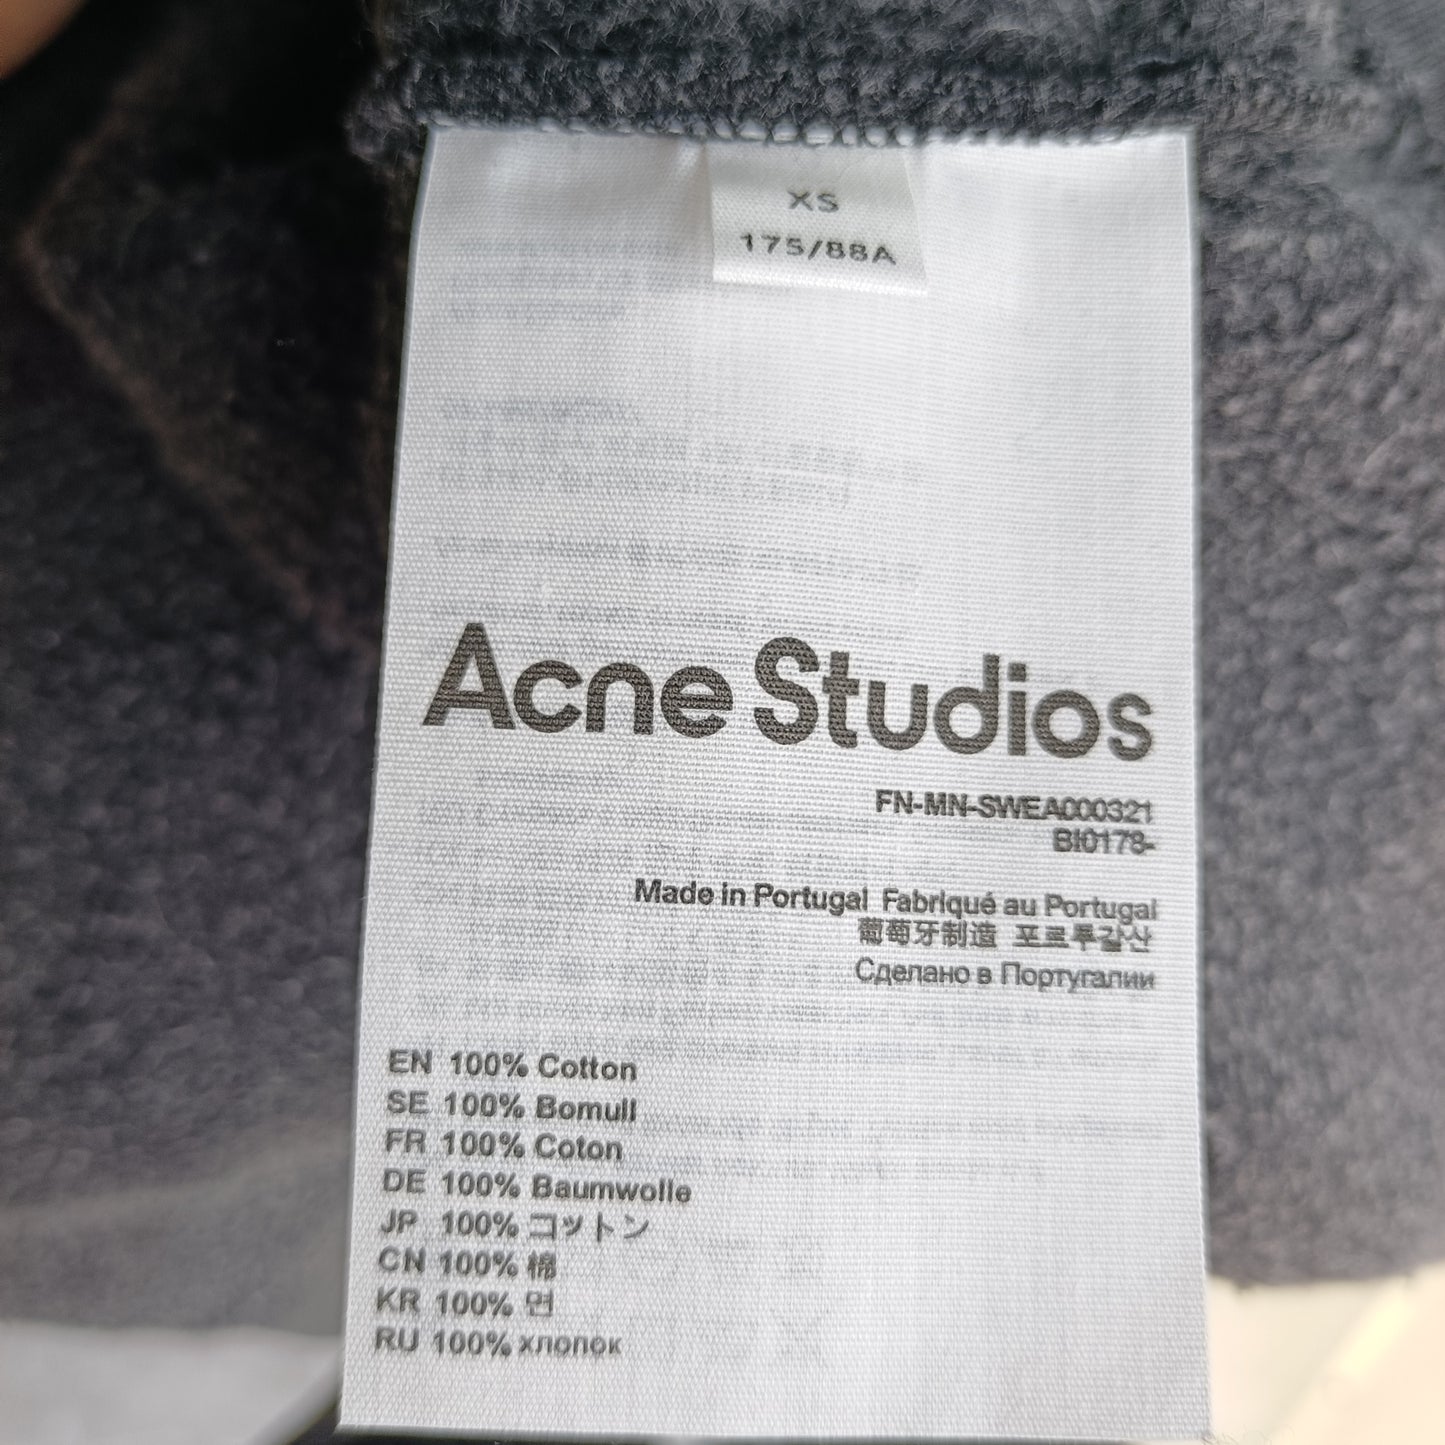 XS
175/88A
Acne Studios
FN-MN-SWEA000321
BI0178-
Made in Portugal Fabriqué au Portugal
葡萄牙制造 포르투갈산
Сделано в Португалии
EN 100% Cotton
SE 100% Bomull
FR 100% Coton
DE 100% Baumwolle
JP 100% コットン
CN 100% 棉
KR 100% 면
RU 100% хлопок